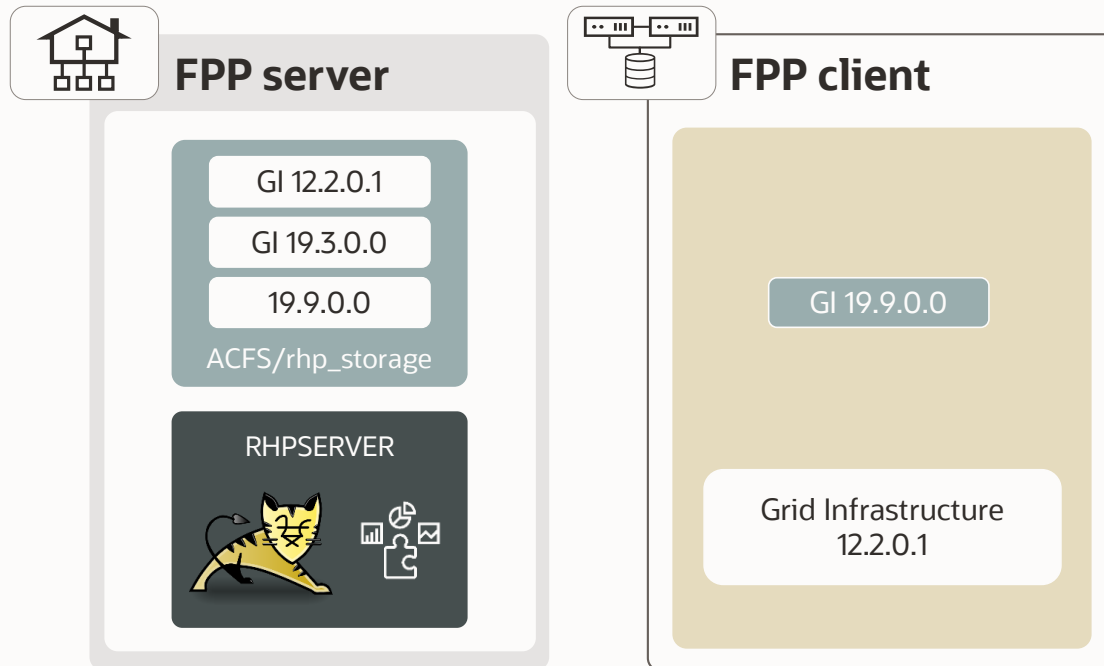 FPP server
GI 12.2.0.1
GI 19.3.0.0
19.9.0.0
ACFS/rhp_storage
RHPSERVER
FPP client
GI 19.9.0.0
Grid Infrastructure
12.2.0.1